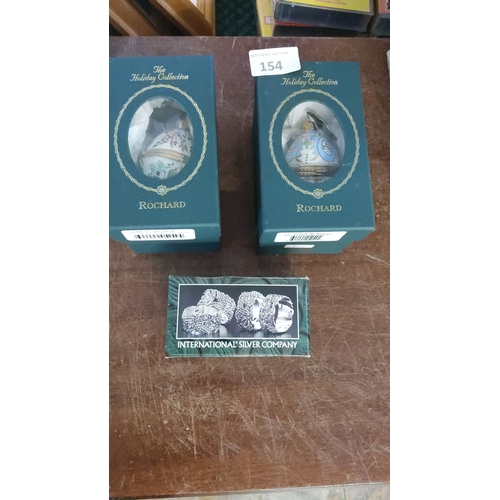 The
Holiday Collection
ROCHARD
154
The
Holiday Collection
ROCHARD
INTERNATIONAL® SILVER COMPANY